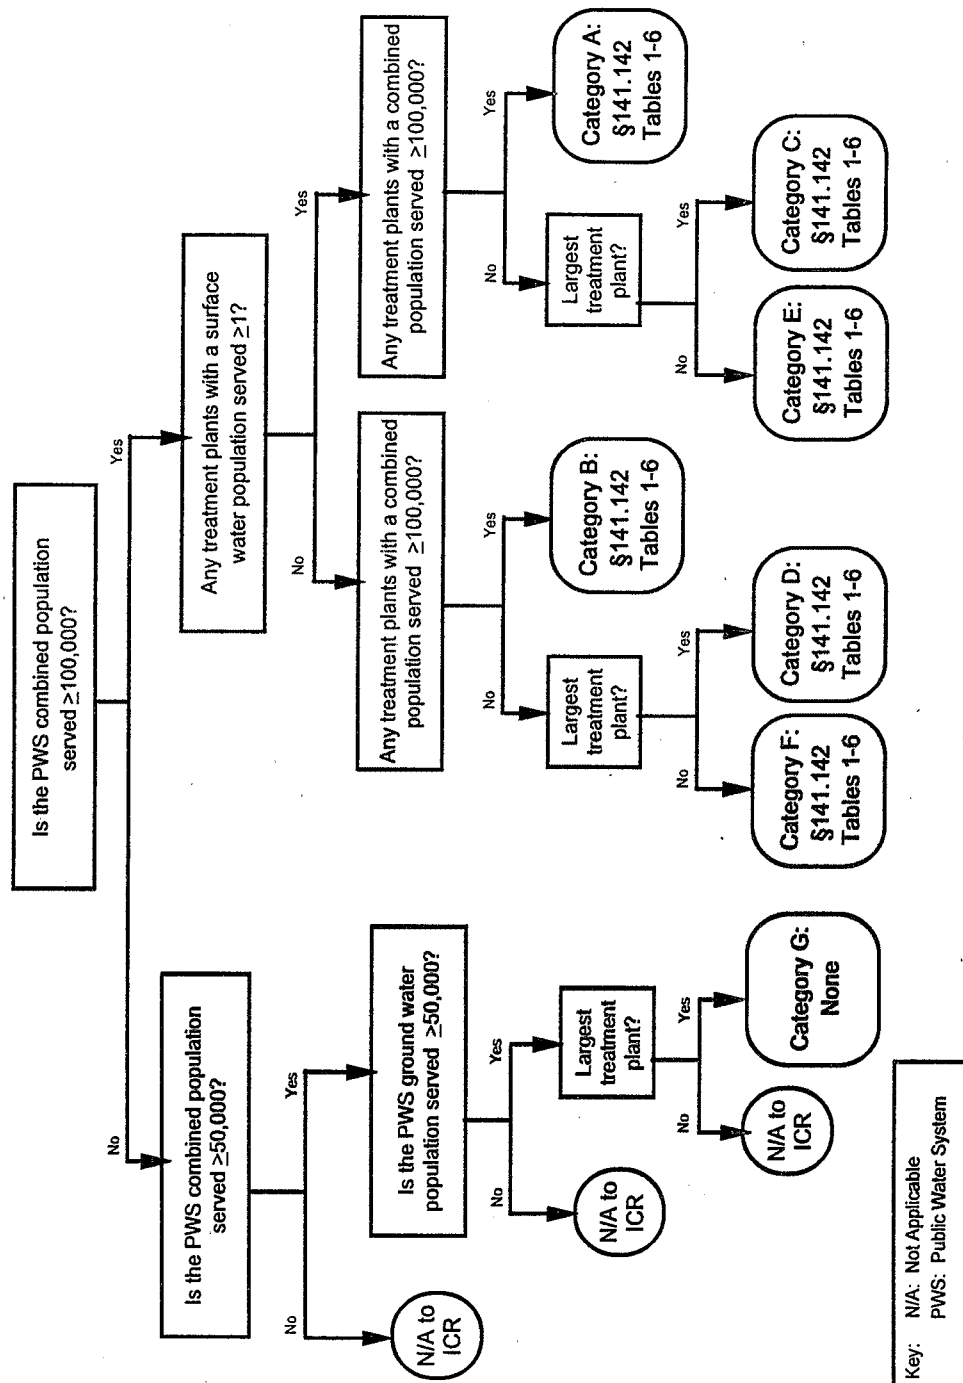 Is the PWS combined population
served ≥100,000?
No
Yes
Is the PWS combined population
served ≥50,000?
Any treatment plants with a surface
water population served ≥1?
No
Yes
No
Yes
N/A to
ICR
Is the PWS ground water
population served ≥50,000?
Any treatment plants with a combined
population served ≥100,000?
Any treatment plants with a combined
population served ≥100,000?
No
Yes
No
Yes
No
Yes
N/A to
ICR
Largest
treatment
plant?
Largest
treatment
plant?
Category B:
§141.142
Tables 1-6
Largest
treatment
plant?
Category A:
§141.142
Tables 1-6
No
Yes
No
Yes
No
Yes
N/A to
ICR
Category G:
None
Category F:
§141.142
Tables 1-6
Category D:
§141.142
Tables 1-6
Category E:
§141.142
Tables 1-6
Category C:
§141.142
Tables 1-6
Key: N/A: Not Applicable
PWS: Public Water System